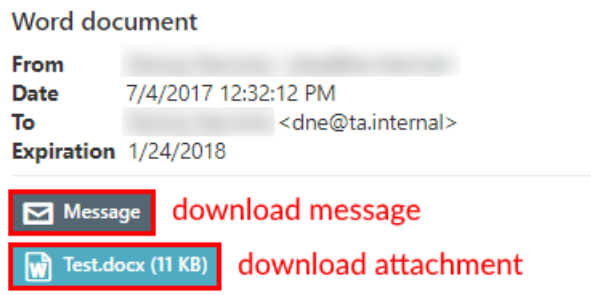 Word document
From
Date 7/4/2017 12:32:12 PM
To <dne@ta.internal>
Expiration 1/24/2018
Message download message
Test.docx (11 KB) download attachment